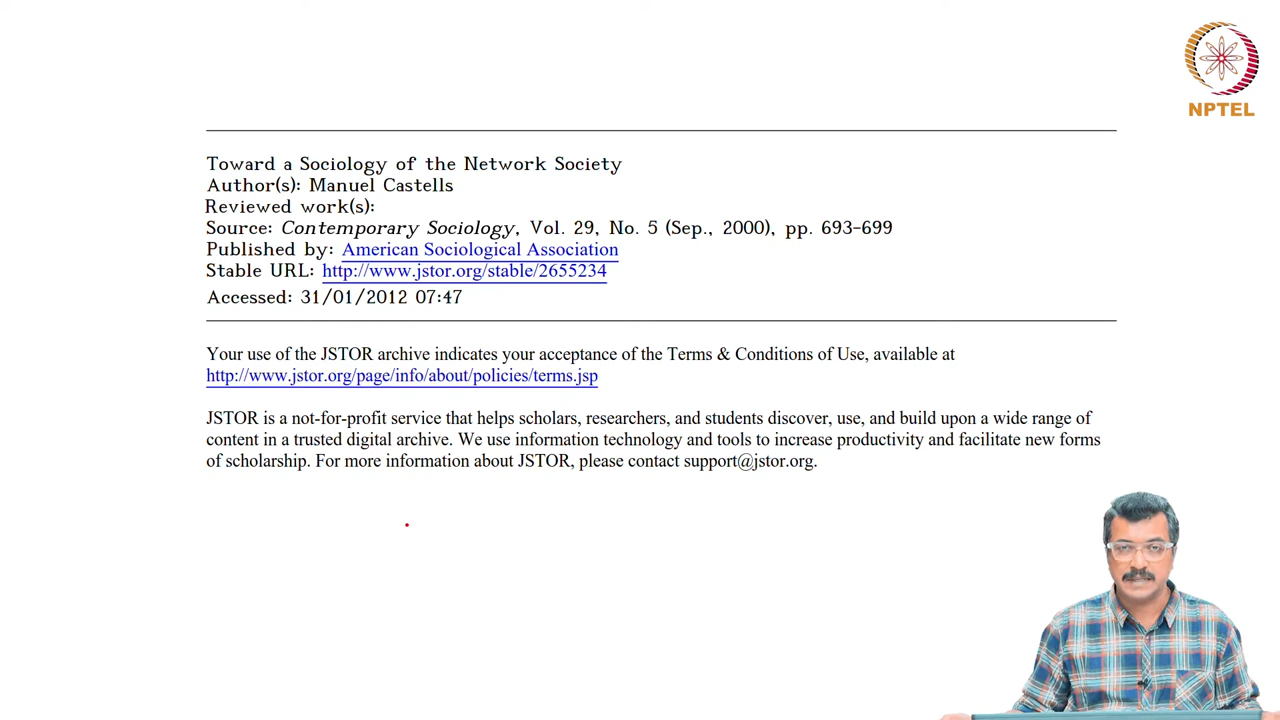 NPTEL
Toward a Sociology of the Network Society
Author(s): Manuel Castells
Reviewed work(s):
Source: Contemporary Sociology, Vol. 29, No. 5 (Sep., 2000), pp. 693-699
Published by: American Sociological Association
Stable URL: http://www.jstor.org/stable/2655234
Accessed: 31/01/2012 07:47
Your use of the JSTOR archive indicates your acceptance of the Terms & Conditions of Use, available at
http://www.jstor.org/page/info/about/policies/terms.jsp
JSTOR is a not-for-profit service that helps scholars, researchers, and students discover, use, and build upon a wide range of
content in a trusted digital archive. We use information technology and tools to increase productivity and facilitate new forms
of scholarship. For more information about JSTOR, please contact support@jstor.org.